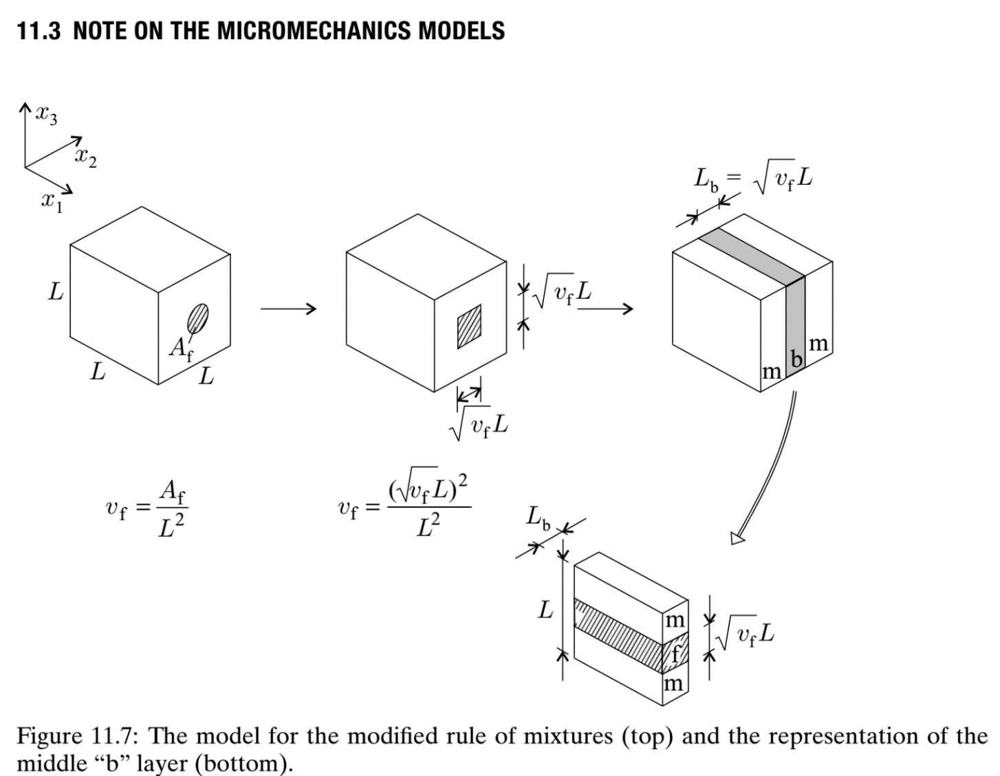 11.3 NOTE ON THE MICROMECHANICS MODELS
x₃
x₂
x₁
L_b = √v_f L
L
A_f
L
L
√v_f L
√v_f L
m
b
m
v_f = A_f / L²
v_f = (√v_f L)² / L²
L_b
L
m
f
m
√v_f L
Figure 11.7: The model for the modified rule of mixtures (top) and the representation of the
middle “b” layer (bottom).